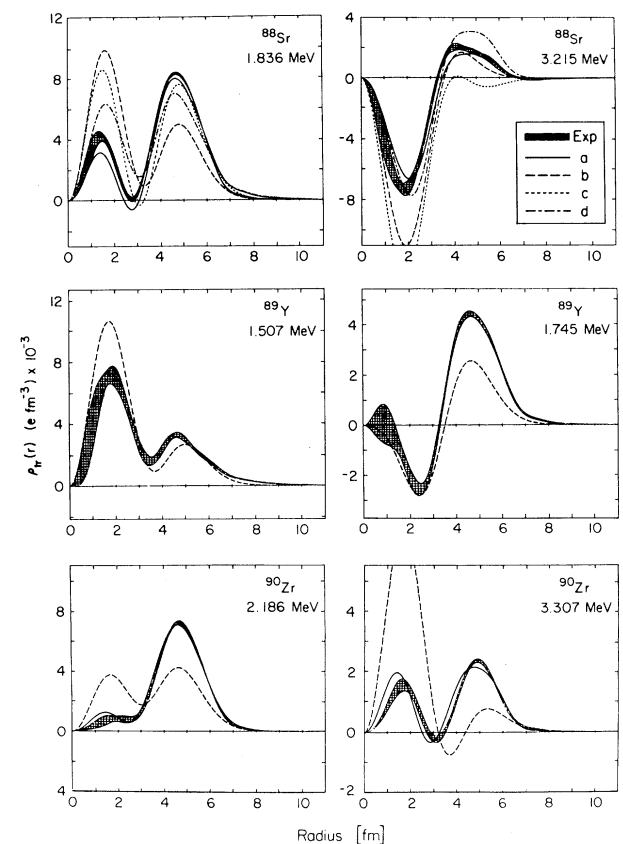 12
8
4
0
0 2 4 6 8 10
88Sr
1.836 MeV
4
0
-4
-8
0 2 4 6 8 10
88Sr
3.215 MeV
Exp
a
b
c
d
12
8
4
0
0 2 4 6 8 10
89Y
1.507 MeV
4
2
0
-2
0 2 4 6 8 10
89Y
1.745 MeV
ρtr(r) (e fm⁻³) x 10⁻³
8
4
0
4
0 2 4 6 8 10
90Zr
2.186 MeV
4
2
0
-2
0 2 4 6 8 10
90Zr
3.307 MeV
Radius [fm]